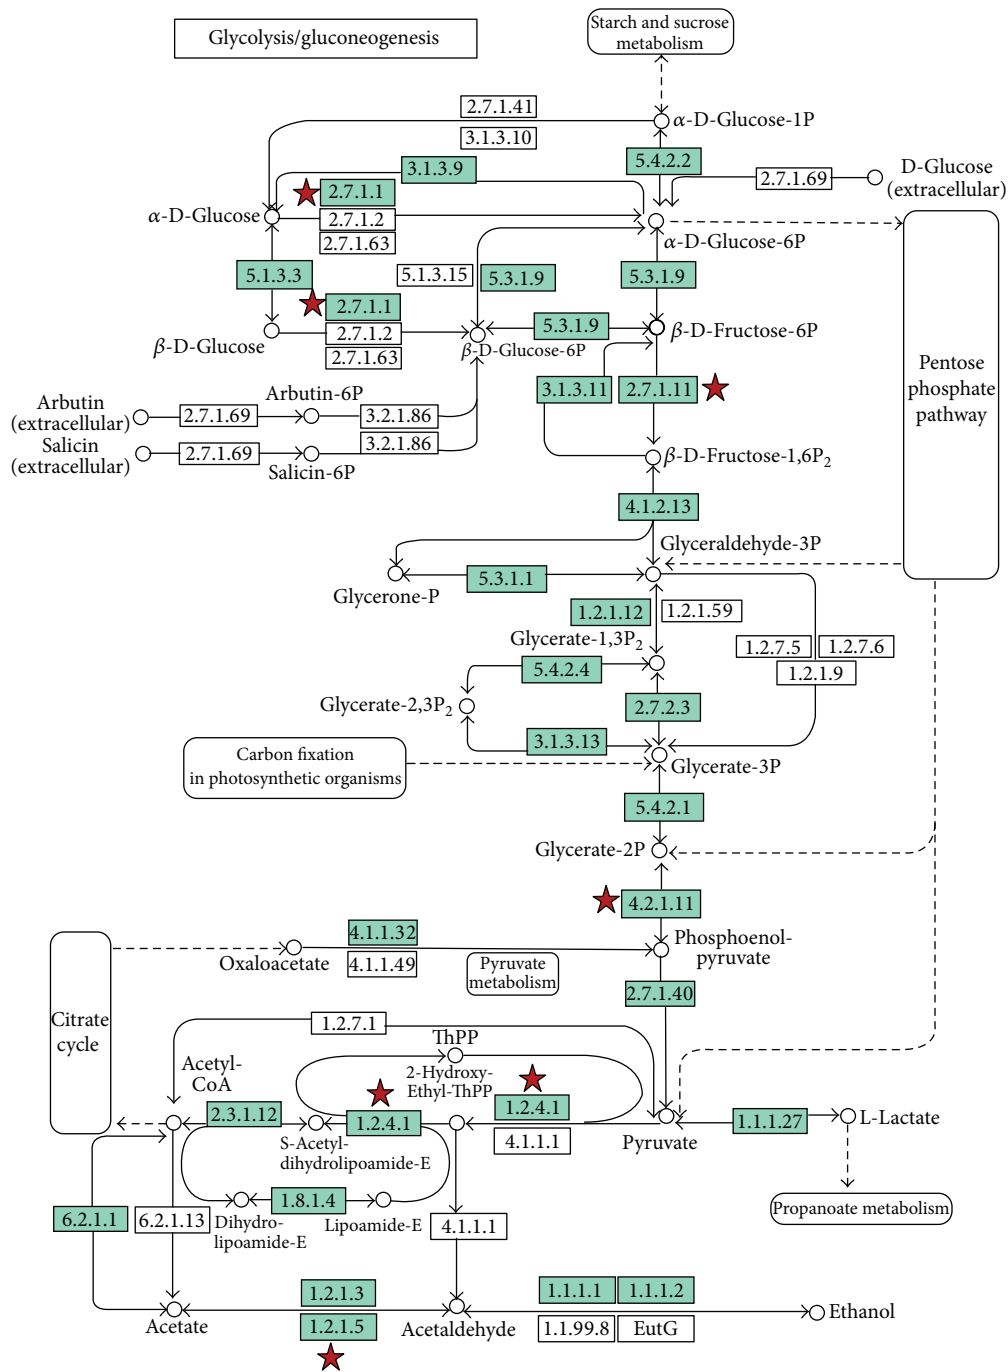 Glycolysis/gluconeogenesis
Starch and sucrose
metabolism
2.7.1.41
3.1.3.10
α-D-Glucose-1P
3.1.3.9
5.4.2.2
2.7.1.69
D-Glucose
(extracellular)
2.7.1.1
α-D-Glucose
2.7.1.2
2.7.1.63
α-D-Glucose-6P
5.1.3.3
5.1.3.15
5.3.1.9
5.3.1.9
2.7.1.1
β-D-Glucose
2.7.1.2
2.7.1.63
β-D-Glucose-6P
5.3.1.9
β-D-Fructose-6P
Pentose
phosphate
pathway
3.1.3.11
2.7.1.11
Arbutin
(extracellular)
2.7.1.69
Arbutin-6P
3.2.1.86
Salicin
(extracellular)
2.7.1.69
Salicin-6P
3.2.1.86
β-D-Fructose-1,6P2
4.1.2.13
Glyceraldehyde-3P
Glycerone-P
5.3.1.1
1.2.1.12
1.2.1.59
Glycerate-1,3P2
1.2.7.5
1.2.7.6
1.2.1.9
5.4.2.4
Glycerate-2,3P2
2.7.2.3
3.1.3.13
Carbon fixation
in photosynthetic organisms
Glycerate-3P
5.4.2.1
Glycerate-2P
4.2.1.11
4.1.1.32
Oxaloacetate
4.1.1.49
Pyruvate
metabolism
Phosphoenol-
pyruvate
2.7.1.40
Citrate
cycle
1.2.7.1
ThPP
Acetyl-
CoA
2-Hydroxy-
Ethyl-ThPP
2.3.1.12
1.2.4.1
1.2.4.1
S-Acetyl-
dihydrolipoamide-E
4.1.1.1
Pyruvate
1.1.1.27
L-Lactate
6.2.1.1
6.2.1.13
1.8.1.4
Dihydro-
lipoamide-E
Lipoamide-E
4.1.1.1
Propanoate metabolism
1.2.1.3
1.2.1.5
Acetate
Acetaldehyde
1.1.1.1
1.1.1.2
1.1.99.8
EutG
Ethanol